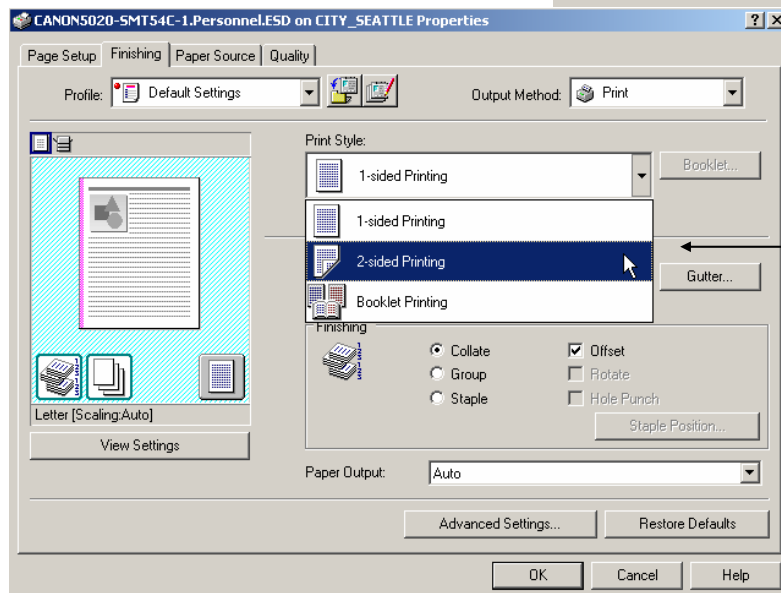 CANON5020-SMT54C-1.Personnel.ESD on CITY_SEATTLE Properties
Page Setup Finishing Paper Source Quality
Profile: Default Settings Output Method: Print
Print Style:
1-sided Printing Booklet...
1-sided Printing
2-sided Printing
Gutter...
Booklet Printing
Finishing
Collate Offset
Group Rotate
Staple Hole Punch
Letter [Scaling:Auto] Staple Position...
View Settings
Paper Output: Auto
Advanced Settings... Restore Defaults
OK Cancel Help